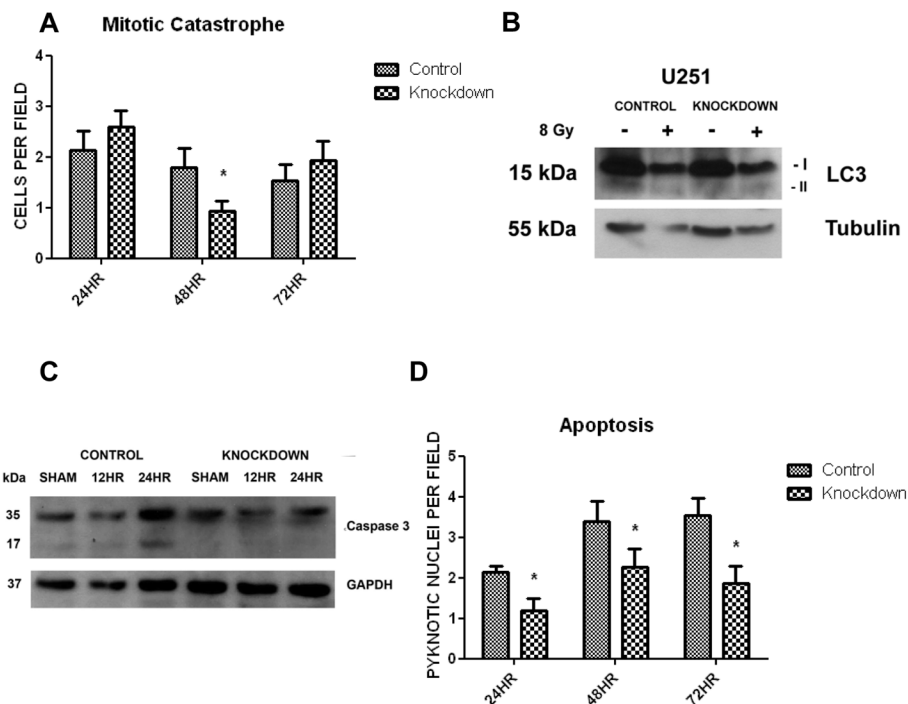 A
Mitotic Catastrophe
CELLS PER FIELD
4
3
2
1
0
*
24HR
48HR
72HR
Control
Knockdown
B
U251
CONTROL KNOCKDOWN
8 Gy - + - +
15 kDa
- I
- II
LC3
55 kDa
Tubulin
C
CONTROL KNOCKDOWN
kDa SHAM 12HR 24HR SHAM 12HR 24HR
35
Caspase 3
17
37
GAPDH
D
Apoptosis
PYKNOTIC NUCLEI PER FIELD
5
4
3
2
1
0
*
*
*
24HR
48HR
72HR
Control
Knockdown